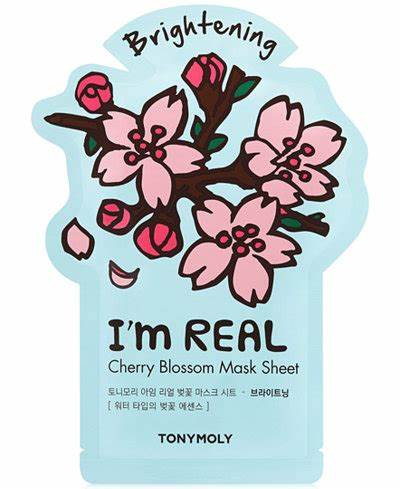 Brightening
I'm REAL
Cherry Blossom Mask Sheet
토니모리 아임 리얼 벚꽃 마스크 시트 - 브라이트닝
[ 워터 타입의 벚꽃 에센스 ]
TONYMOLY